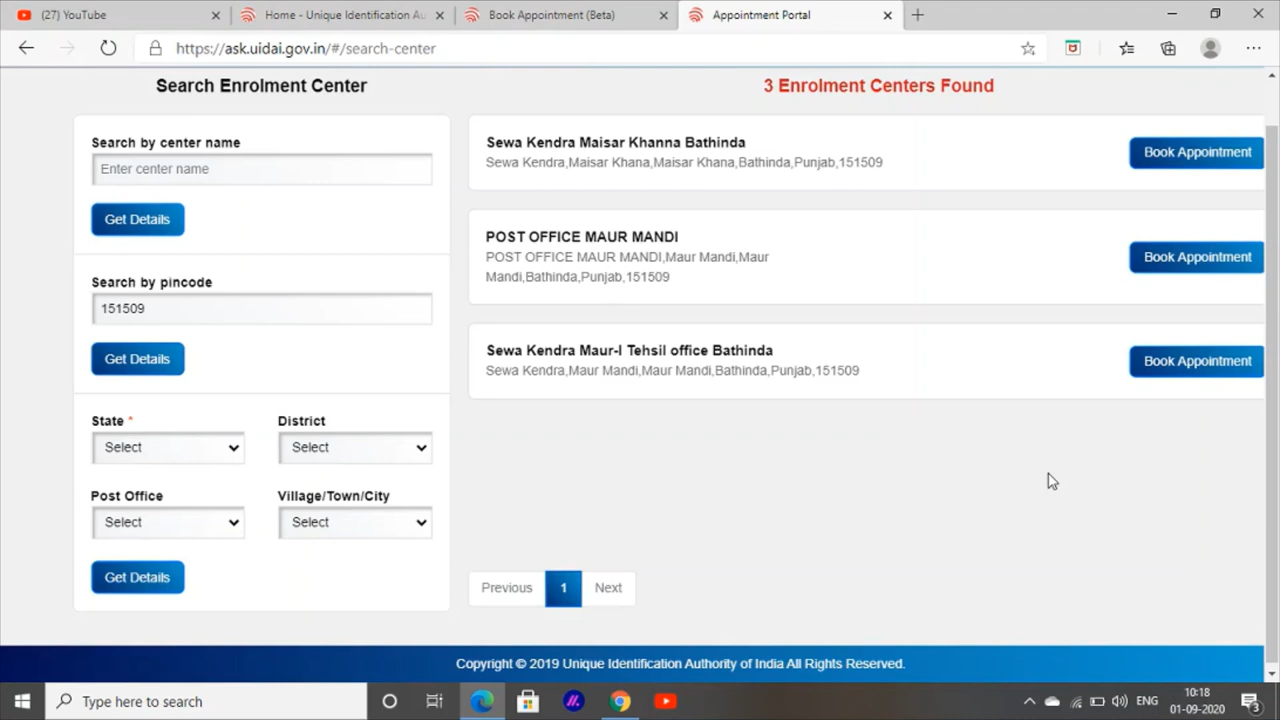 (27) YouTube
Home - Unique Identification Au
Book Appointment (Beta)
Appointment Portal
https://ask.uidai.gov.in/#/search-center
Search Enrolment Center
3 Enrolment Centers Found
Search by center name
Enter center name
Get Details
Search by pincode
151509
Get Details
State *
District
Select
Select
Post Office
Village/Town/City
Select
Select
Get Details
Sewa Kendra Maisar Khanna Bathinda
Sewa Kendra,Maisar Khana,Maisar Khana,Bathinda,Punjab,151509
Book Appointment
POST OFFICE MAUR MANDI
POST OFFICE MAUR MANDI,Maur Mandi,Maur
Mandi,Bathinda,Punjab,151509
Book Appointment
Sewa Kendra Maur-I Tehsil office Bathinda
Sewa Kendra,Maur Mandi,Maur Mandi,Bathinda,Punjab,151509
Book Appointment
Previous 1 Next
Copyright © 2019 Unique Identification Authority of India All Rights Reserved.
Type here to search
ENG
10:18
01-09-2020
3